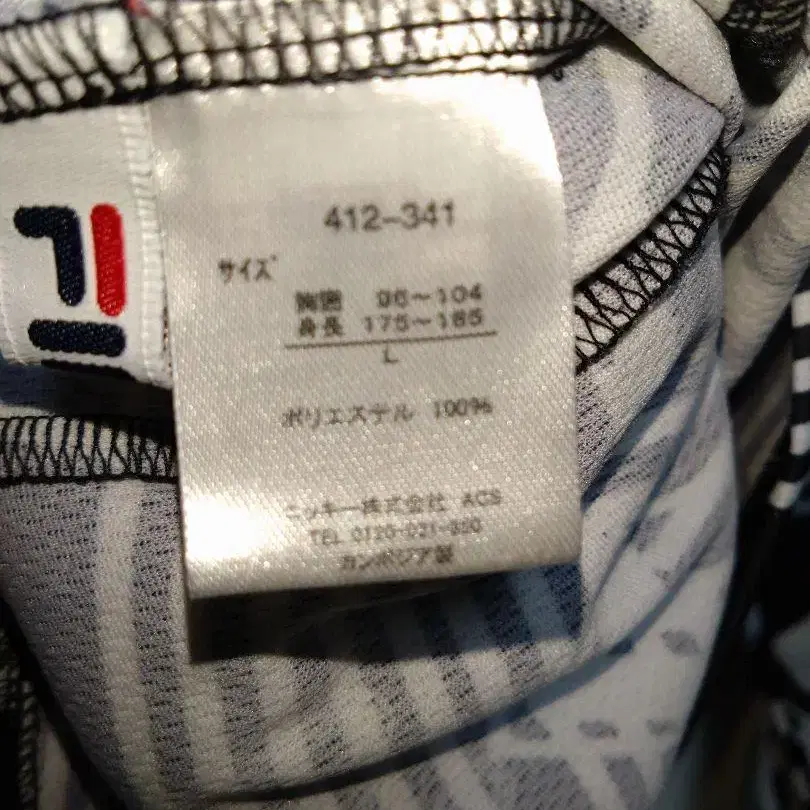 412-341
サイズ
胸囲 96～104
身長 175～185
L
ポリエステル 100%
ニッキー株式会社 ACS
TEL 0120-021-950
カンボジア製